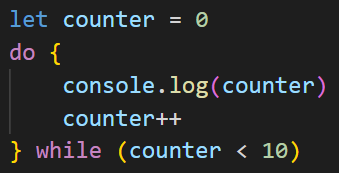 let counter = 0
do {
    console.log(counter)
    counter++
} while (counter < 10)